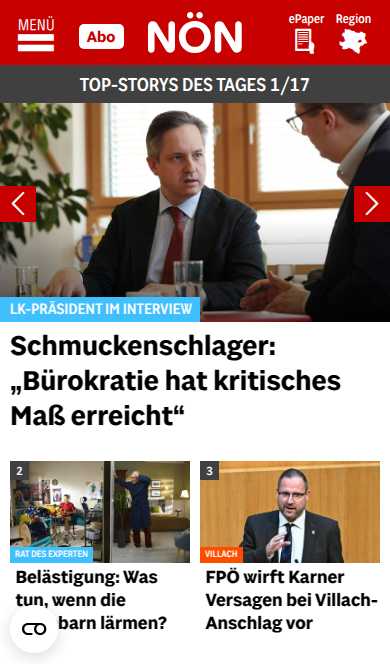 MENÜ
Abo
NÖN
ePaper
Region
TOP-STORYS DES TAGES 1/17
LK-PRÄSIDENT IM INTERVIEW
Schmuckenschlager:
„Bürokratie hat kritisches
Maß erreicht“
2
RAT DES EXPERTEN
Belästigung: Was
tun, wenn die
barn lärmen?
3
VILLACH
FPÖ wirft Karner
Versagen bei Villach-
Anschlag vor